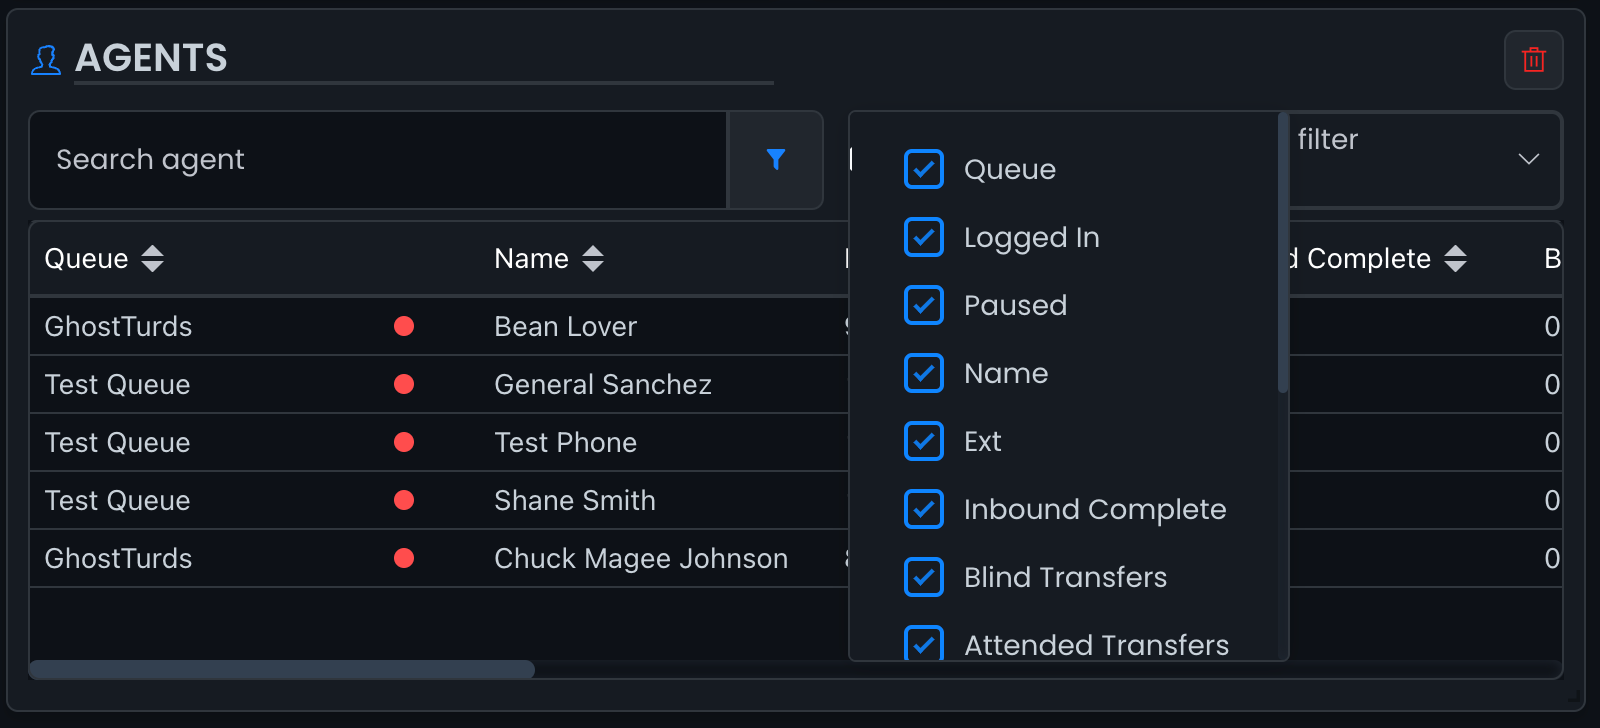 AGENTS
Search agent
filter
Queue
Logged In
Paused
Name
Ext
Inbound Complete
Blind Transfers
Attended Transfers
Queue Name Complete B
GhostTurds Bean Lover 0
Test Queue General Sanchez 0
Test Queue Test Phone 0
Test Queue Shane Smith 0
GhostTurds Chuck Magee Johnson 0